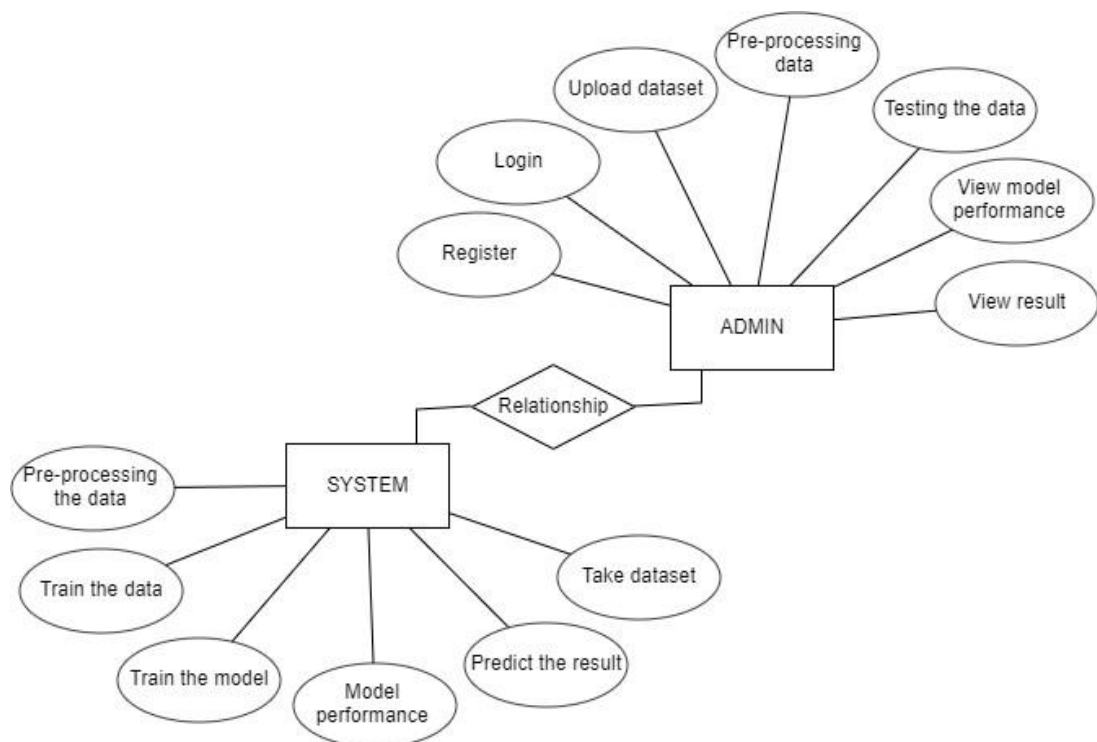 Pre-processing
data
Upload dataset
Testing the data
Login
View model
performance
Register
View result
ADMIN
Relationship
Pre-processing
the data
SYSTEM
Take dataset
Train the data
Predict the result
Train the model
Model
performance